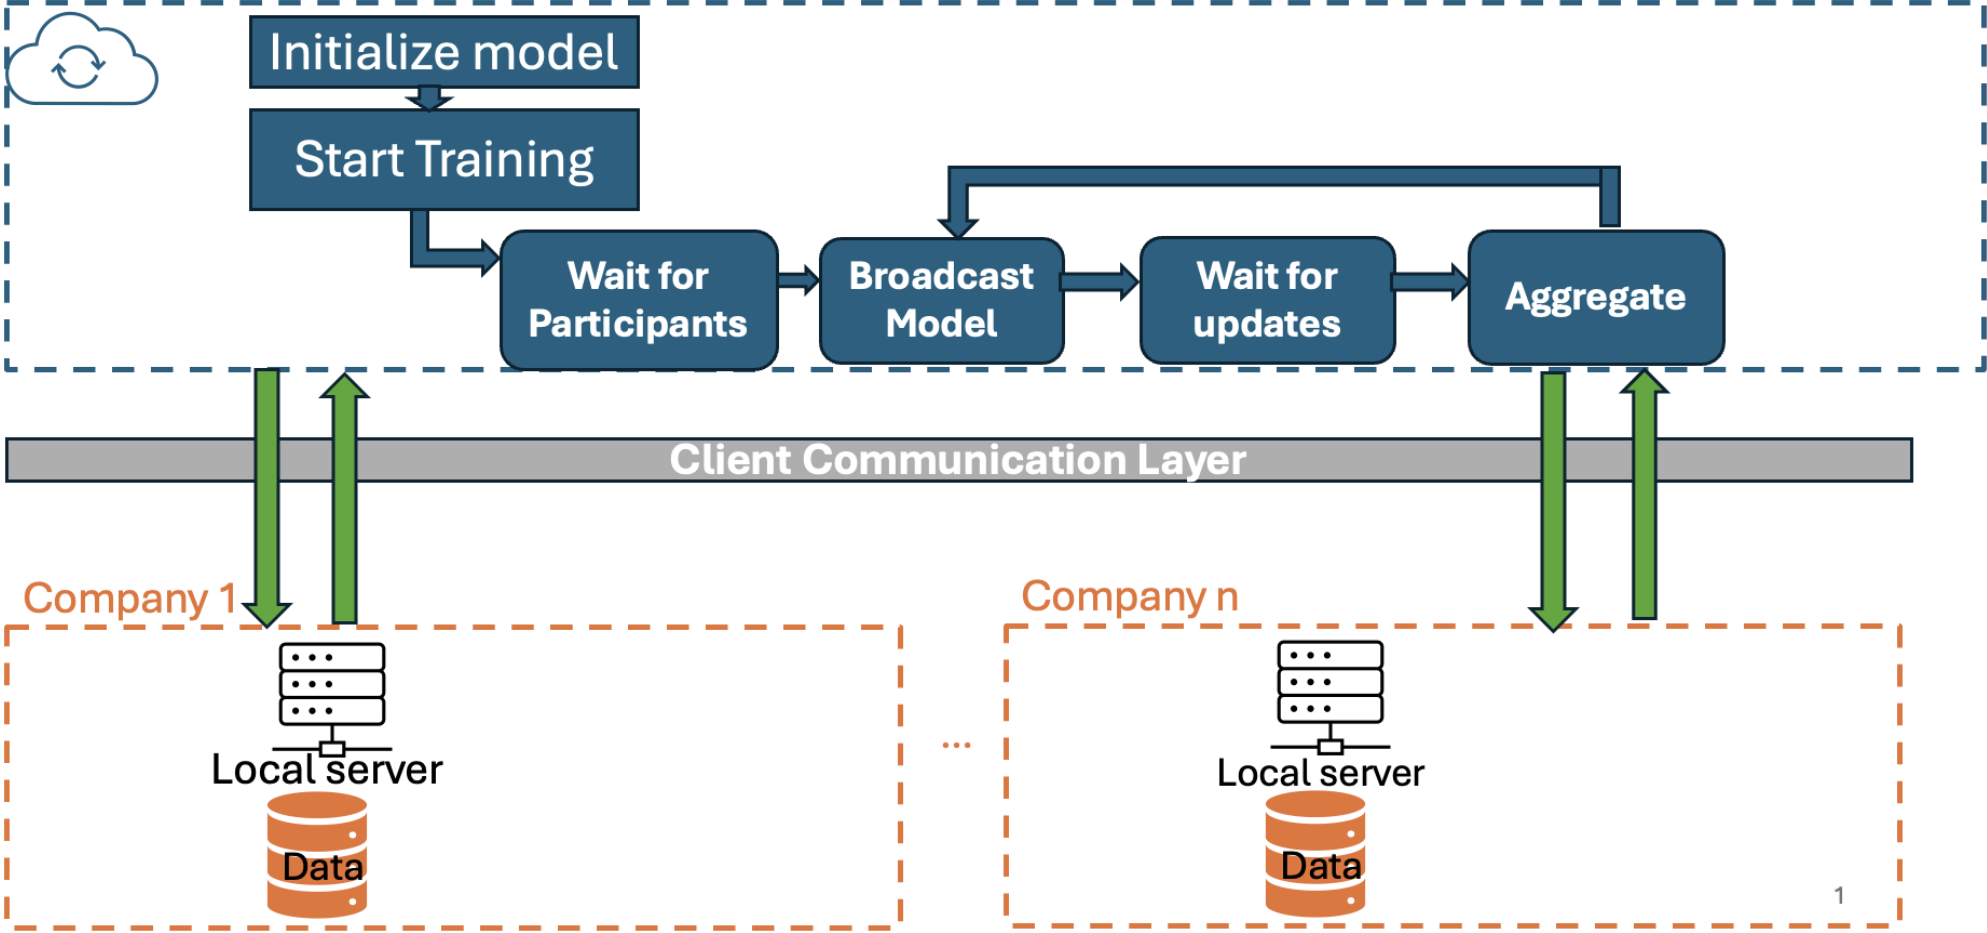 Initialize model
Start Training
Wait for
Participants
Broadcast
Model
Wait for
updates
Aggregate
Client Communication Layer
Company 1
Company n
Local server
Data
...
Local server
Data
1